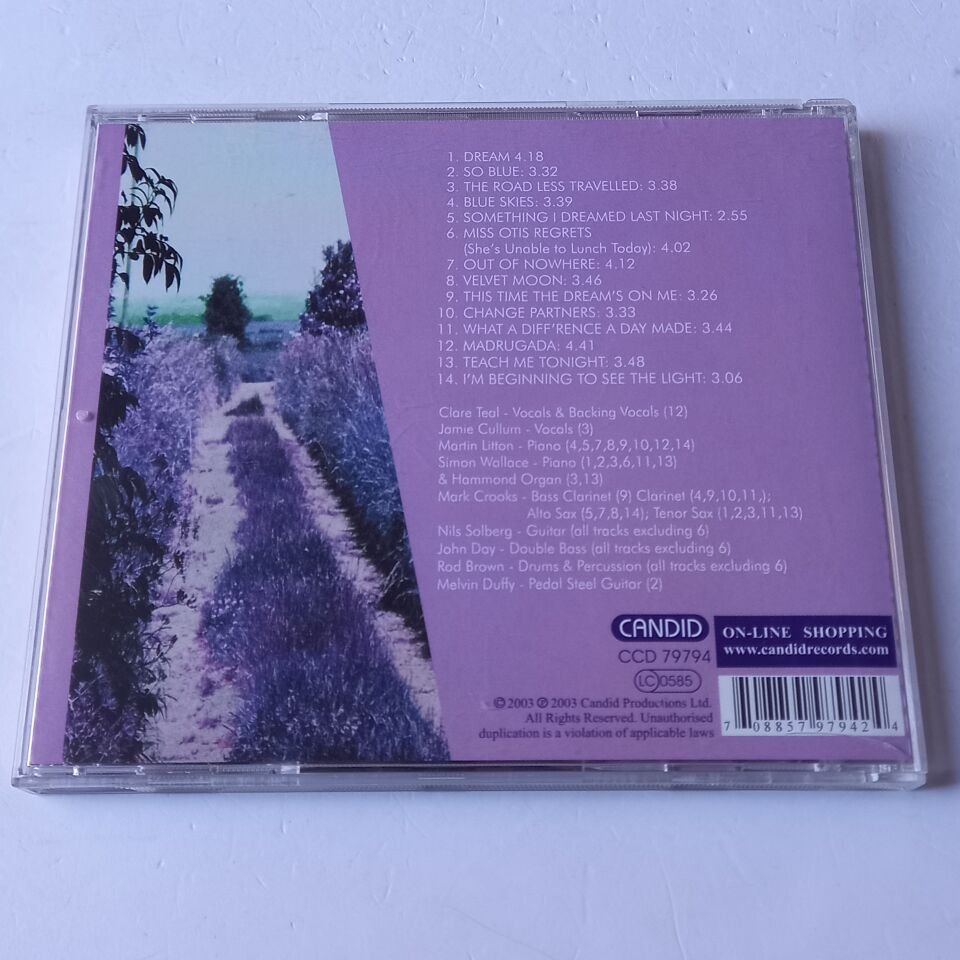 1. DREAM 4.18
2. SO BLUE: 3.32
3. THE ROAD LESS TRAVELLED: 3.38
4. BLUE SKIES: 3.39
5. SOMETHING I DREAMED LAST NIGHT: 2.55
6. MISS OTIS REGRETS
(She's Unable to Lunch Today): 4.02
7. OUT OF NOWHERE: 4.12
8. VELVET MOON: 3.46
9. THIS TIME THE DREAM'S ON ME: 3.26
10. CHANGE PARTNERS: 3.33
11. WHAT A DIFF'RENCE A DAY MADE: 3.44
12. MADRUGADA: 4.41
13. TEACH ME TONIGHT: 3.48
14. I'M BEGINNING TO SEE THE LIGHT: 3.06
Clare Teal - Vocals & Backing Vocals (12)
Jamie Cullum - Vocals (3)
Martin Litton - Piano (4,5,7,8,9,10,12,14)
Simon Wallace - Piano (1,2,3,6,11,13)
& Hammond Organ (3,13)
Mark Crooks - Bass Clarinet (9) Clarinet (4,9,10,11,);
Alto Sax (5,7,8,14); Tenor Sax (1,2,3,11,13)
Nils Solberg - Guitar (all tracks excluding 6)
John Day - Double Bass (all tracks excluding 6)
Rod Brown - Drums & Percussion (all tracks excluding 6)
Melvin Duffy - Pedal Steel Guitar (2)
CANDID
CCD 79794
LC 0585
ON-LINE SHOPPING
www.candidrecords.com
© 2003 ℗ 2003 Candid Productions Ltd.
All Rights Reserved. Unauthorised
duplication is a violation of applicable laws
7 08857 97942 4